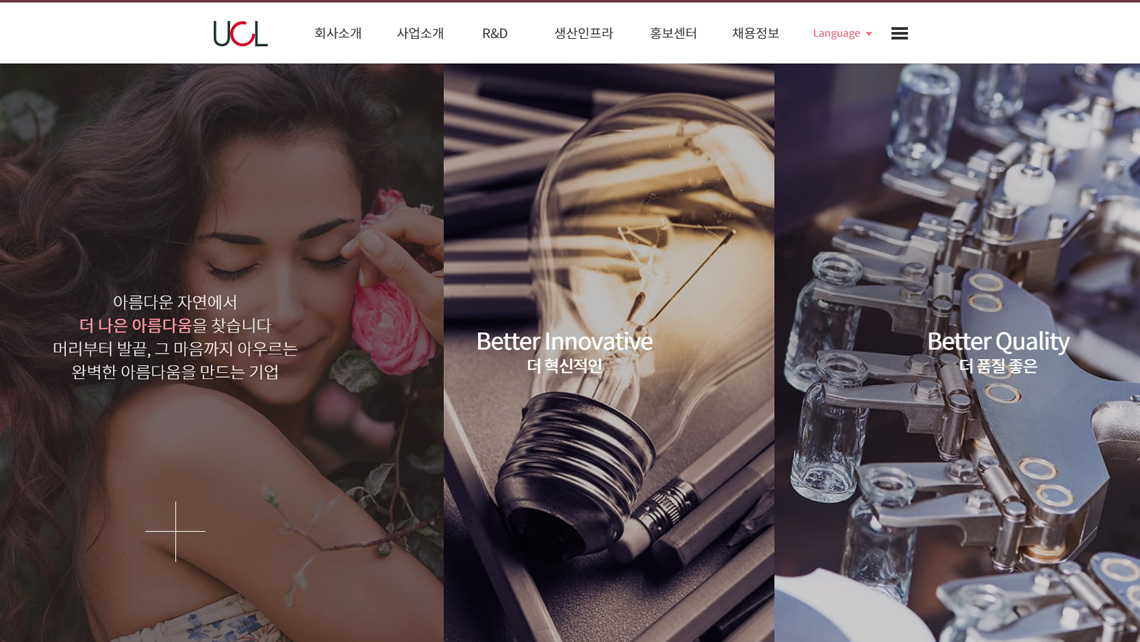 UCL
회사소개
사업소개
R&D
생산인프라
홍보센터
채용정보
Language
아름다운 자연에서
더 나은 아름다움을 찾습니다
머리부터 발끝, 그 마음까지 아우르는
완벽한 아름다움을 만드는 기업
Better Innovative
더 혁신적인
Better Quality
더 품질 좋은